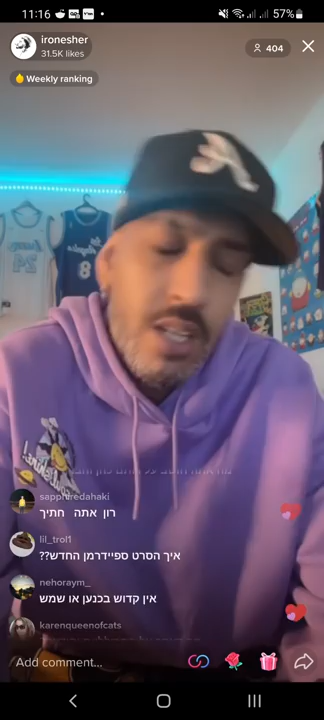 11:16
57%
ironesher
31.5K likes
404
Weekly ranking
sapphiredahaki
רון אתה חתיך
lil_trol1
איך הסרט ספיידרמן החדש??
nehoraym_
אין קדוש בכנען או שמש
karenqueenofcats
Add comment...